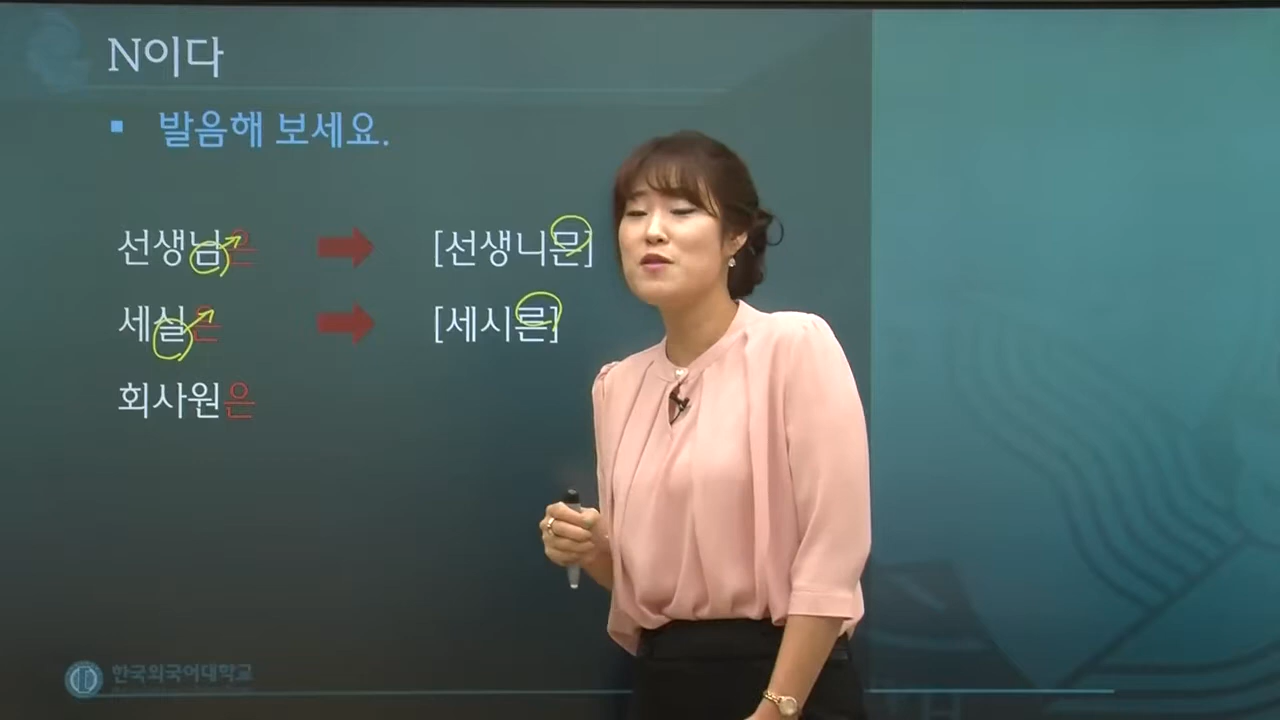 N이다
▪ 발음해 보세요.
선생님은 [선생니믄]
세실은 [세시른]
회사원은
한국외국어대학교